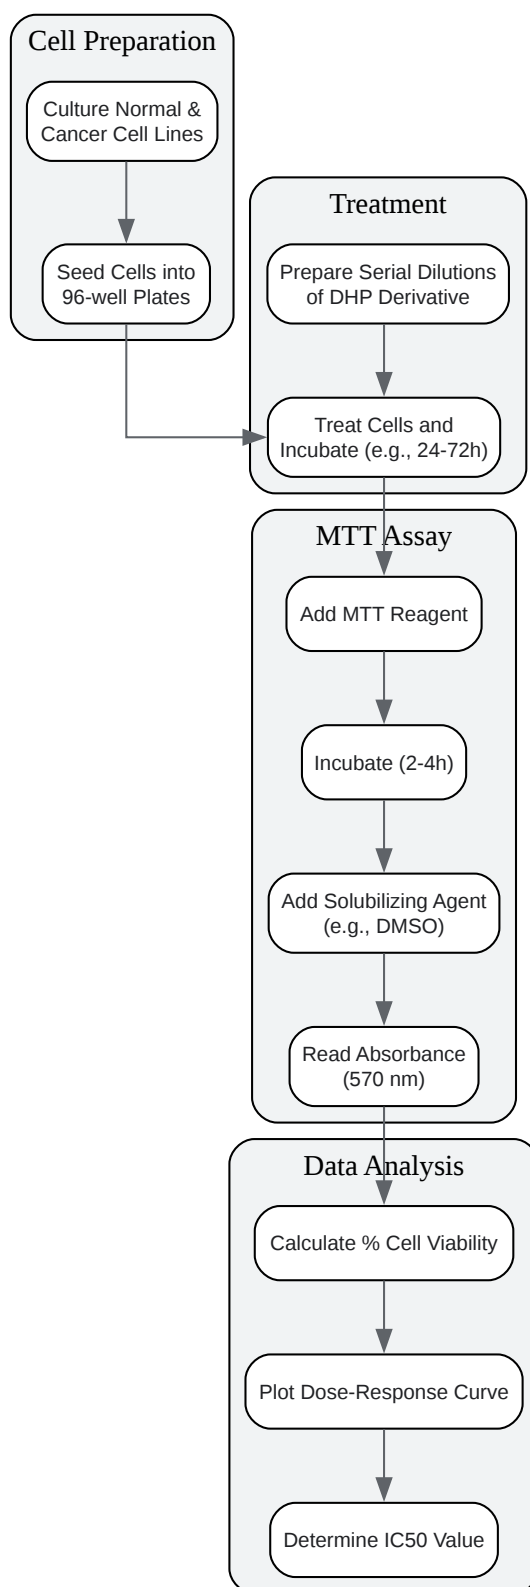 Cell Preparation
Culture Normal &
Cancer Cell Lines
Seed Cells into
96-well Plates
Treatment
Prepare Serial Dilutions
of DHP Derivative
Treat Cells and
Incubate (e.g., 24-72h)
MTT Assay
Add MTT Reagent
Incubate (2-4h)
Add Solubilizing Agent
(e.g., DMSO)
Read Absorbance
(570 nm)
Data Analysis
Calculate % Cell Viability
Plot Dose-Response Curve
Determine IC50 Value